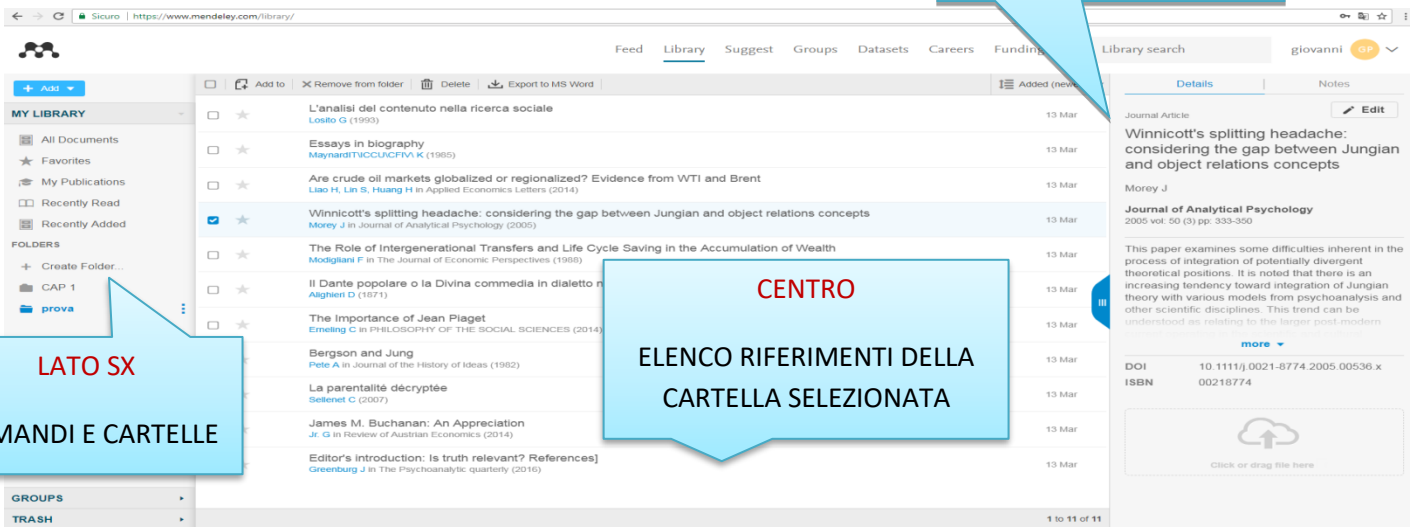 Sicuro | https://www.mendeley.com/library/
Feed Library Suggest Groups Datasets Careers Funding Library search giovanni GP
+ Add
Add to Remove from folder Delete Export to MS Word Added
Details Notes
MY LIBRARY
All Documents
Favorites
My Publications
Recently Read
Recently Added
FOLDERS
+ Create Folder...
CAP 1
prova
LATO SX
MANDI E CARTELLE
GROUPS
TRASH
L'analisi del contenuto nella ricerca sociale
Losito G (1993)
13 Mar
Essays in biography
MaynardIT\ICCU\CFIV\ K (1985)
13 Mar
Are crude oil markets globalized or regionalized? Evidence from WTI and Brent
Liao H, Lin S, Huang H in Applied Economics Letters (2014)
13 Mar
Winnicott's splitting headache: considering the gap between Jungian and object relations concepts
Morey J in Journal of Analytical Psychology (2005)
13 Mar
The Role of Intergenerational Transfers and Life Cycle Saving in the Accumulation of Wealth
Modigliani F in The Journal of Economic Perspectives (1988)
13 Mar
Il Dante popolare o la Divina commedia in dialetto
Alighieri D (1871)
13 Mar
The Importance of Jean Piaget
Emeling C in PHILOSOPHY OF THE SOCIAL SCIENCES (2014)
13 Mar
Bergson and Jung
Pete A in Journal of the History of Ideas (1982)
13 Mar
La parentalité décryptée
Sellenet C (2007)
13 Mar
James M. Buchanan: An Appreciation
Jr. G in Review of Austrian Economics (2014)
13 Mar
Editor's introduction: Is truth relevant? References]
Greenburg J in The Psychoanalytic quarterly (2016)
13 Mar
CENTRO
ELENCO RIFERIMENTI DELLA
CARTELLA SELEZIONATA
1 to 11 of 11
Journal Article Edit
Winnicott's splitting headache:
considering the gap between Jungian
and object relations concepts
Morey J
Journal of Analytical Psychology
2005 vol: 50 (3) pp: 333-350
This paper examines some difficulties inherent in the
process of integration of potentially divergent
theoretical positions. It is noted that there is an
increasing tendency toward integration of Jungian
theory with various models from psychoanalysis and
other scientific disciplines. This trend can be
understood as relating to the larger post-modern
more
DOI 10.1111/j.0021-8774.2005.00536.x
ISBN 00218774
Click or drag file here